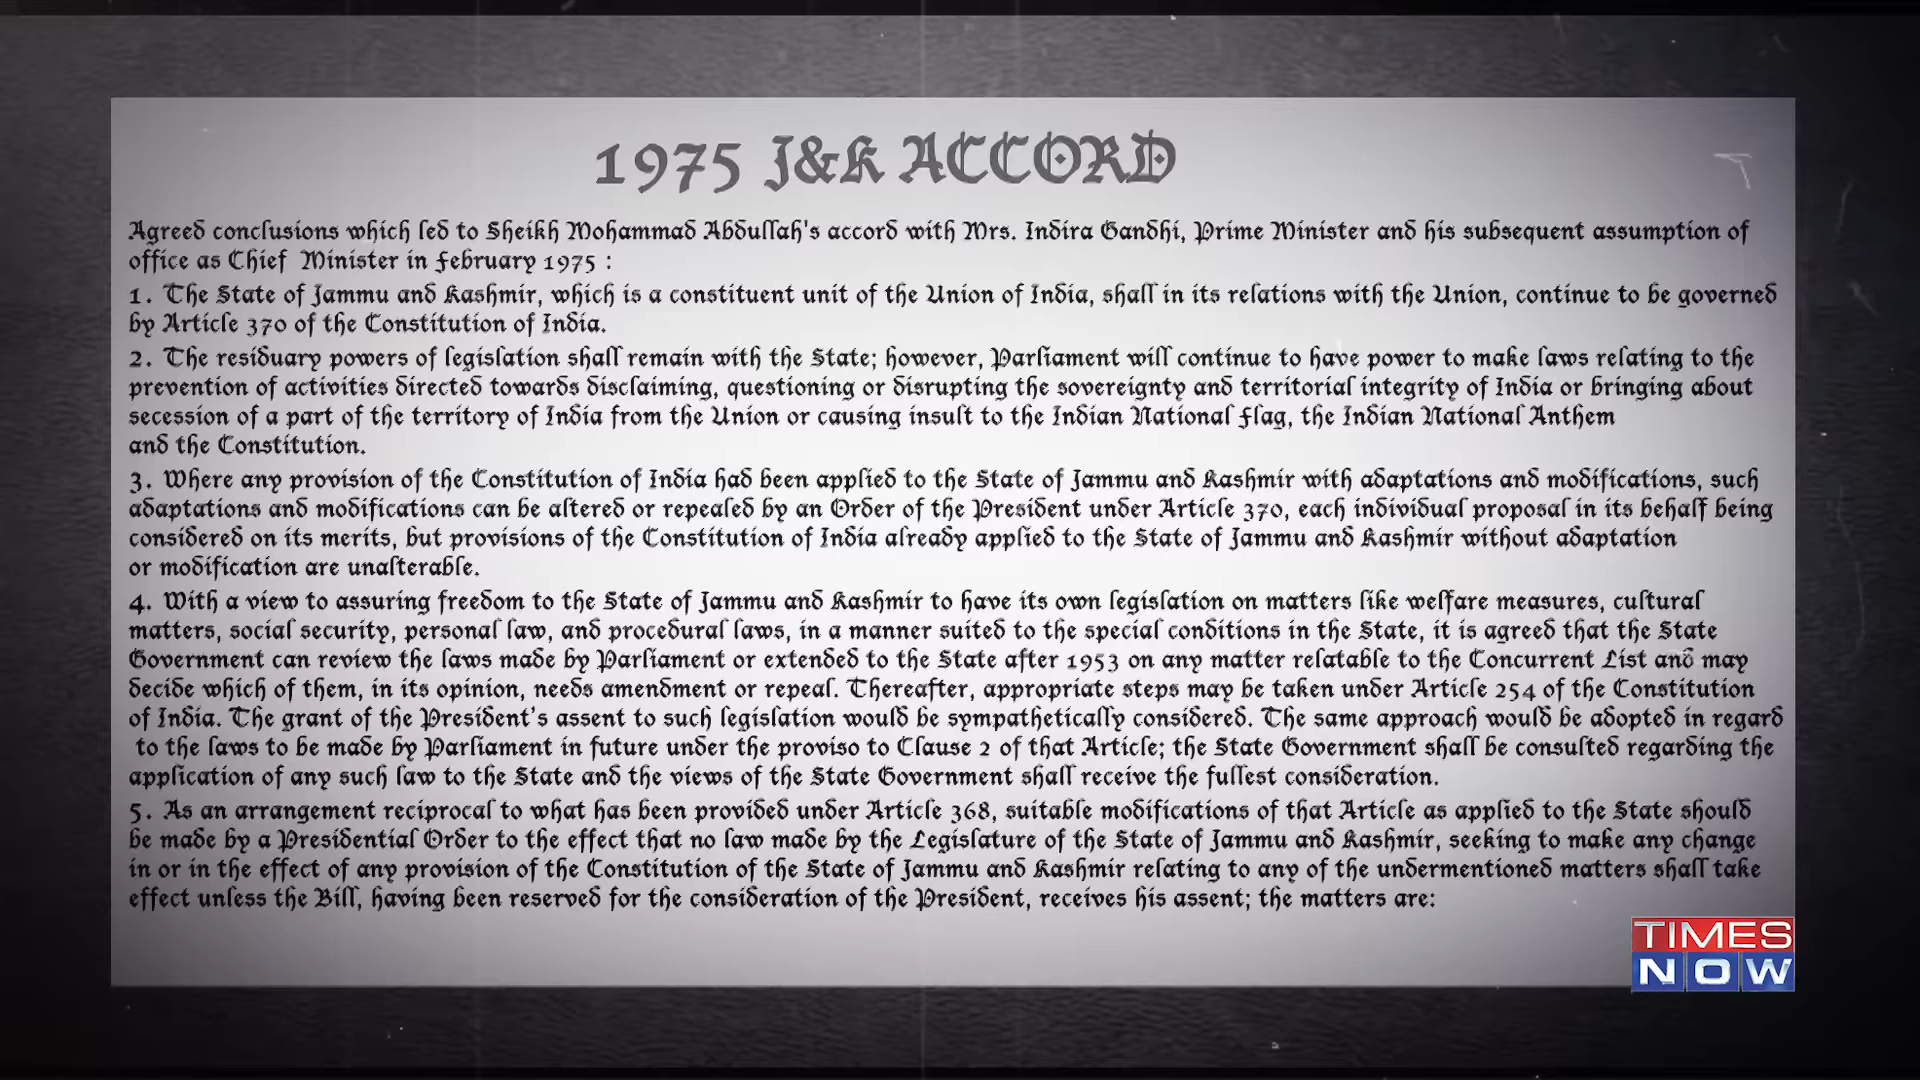 1975 J&K ACCORD
Agreed conclusions which led to Sheikh Mohammad Abdullah's accord with Mrs. Indira Gandhi, Prime Minister and his subsequent assumption of
office as Chief Minister in February 1975 :
1. The State of Jammu and Kashmir, which is a constituent unit of the Union of India, shall in its relations with the Union, continue to be governed
by Article 370 of the Constitution of India.
2. The residuary powers of legislation shall remain with the State; however, Parliament will continue to have power to make laws relating to the
prevention of activities directed towards disclaiming, questioning or disrupting the sovereignty and territorial integrity of India or bringing about
secession of a part of the territory of India from the Union or causing insult to the Indian National Flag, the Indian National Anthem
and the Constitution.
3. Where any provision of the Constitution of India had been applied to the State of Jammu and Kashmir with adaptations and modifications, such
adaptations and modifications can be altered or repealed by an Order of the President under Article 370, each individual proposal in its behalf being
considered on its merits, but provisions of the Constitution of India already applied to the State of Jammu and Kashmir without adaptation
or modification are unalterable.
4. With a view to assuring freedom to the State of Jammu and Kashmir to have its own legislation on matters like welfare measures, cultural
matters, social security, personal law, and procedural laws, in a manner suited to the special conditions in the State, it is agreed that the State
Government can review the laws made by Parliament or extended to the State after 1953 on any matter relatable to the Concurrent List and may
decide which of them, in its opinion, needs amendment or repeal. Thereafter, appropriate steps may be taken under Article 254 of the Constitution
of India. The grant of the President's assent to such legislation would be sympathetically considered. The same approach would be adopted in regard
to the laws to be made by Parliament in future under the proviso to Clause 2 of that Article; the State Government shall be consulted regarding the
application of any such law to the State and the views of the State Government shall receive the fullest consideration.
5. As an arrangement reciprocal to what has been provided under Article 368, suitable modifications of that Article as applied to the State should
be made by a Presidential Order to the effect that no law made by the Legislature of the State of Jammu and Kashmir, seeking to make any change
in or in the effect of any provision of the Constitution of the State of Jammu and Kashmir relating to any of the undermentioned matters shall take
effect unless the Bill, having been reserved for the consideration of the President, receives his assent; the matters are:
TIMES
NOW